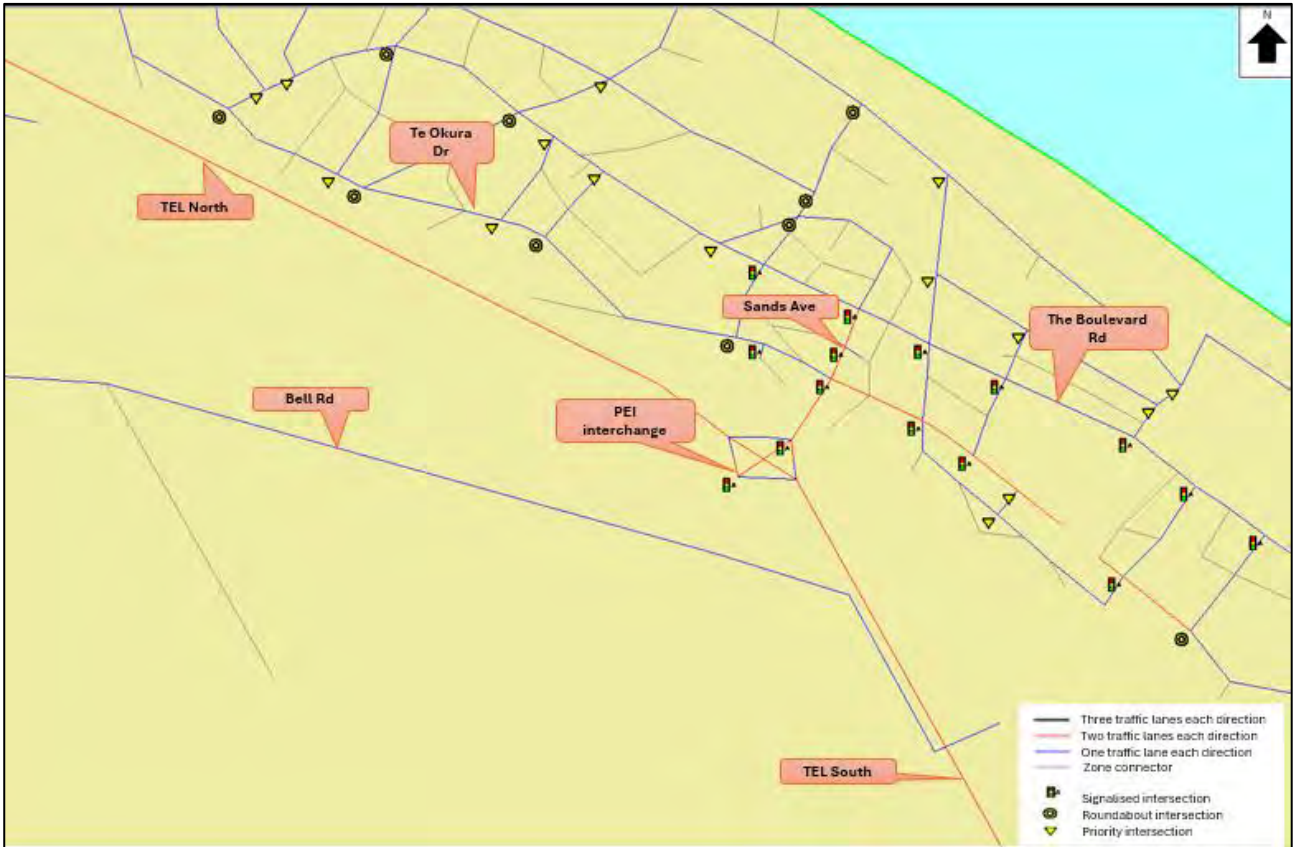 N
Te Okura
Dr
TEL North
Sands Ave
The Boulevard
Rd
Bell Rd
PEI
interchange
TEL South
Three traffic lanes each direction
Two traffic lanes each direction
One traffic lane each direction
Zone connector
Signalised intersection
Roundabout intersection
Priority intersection